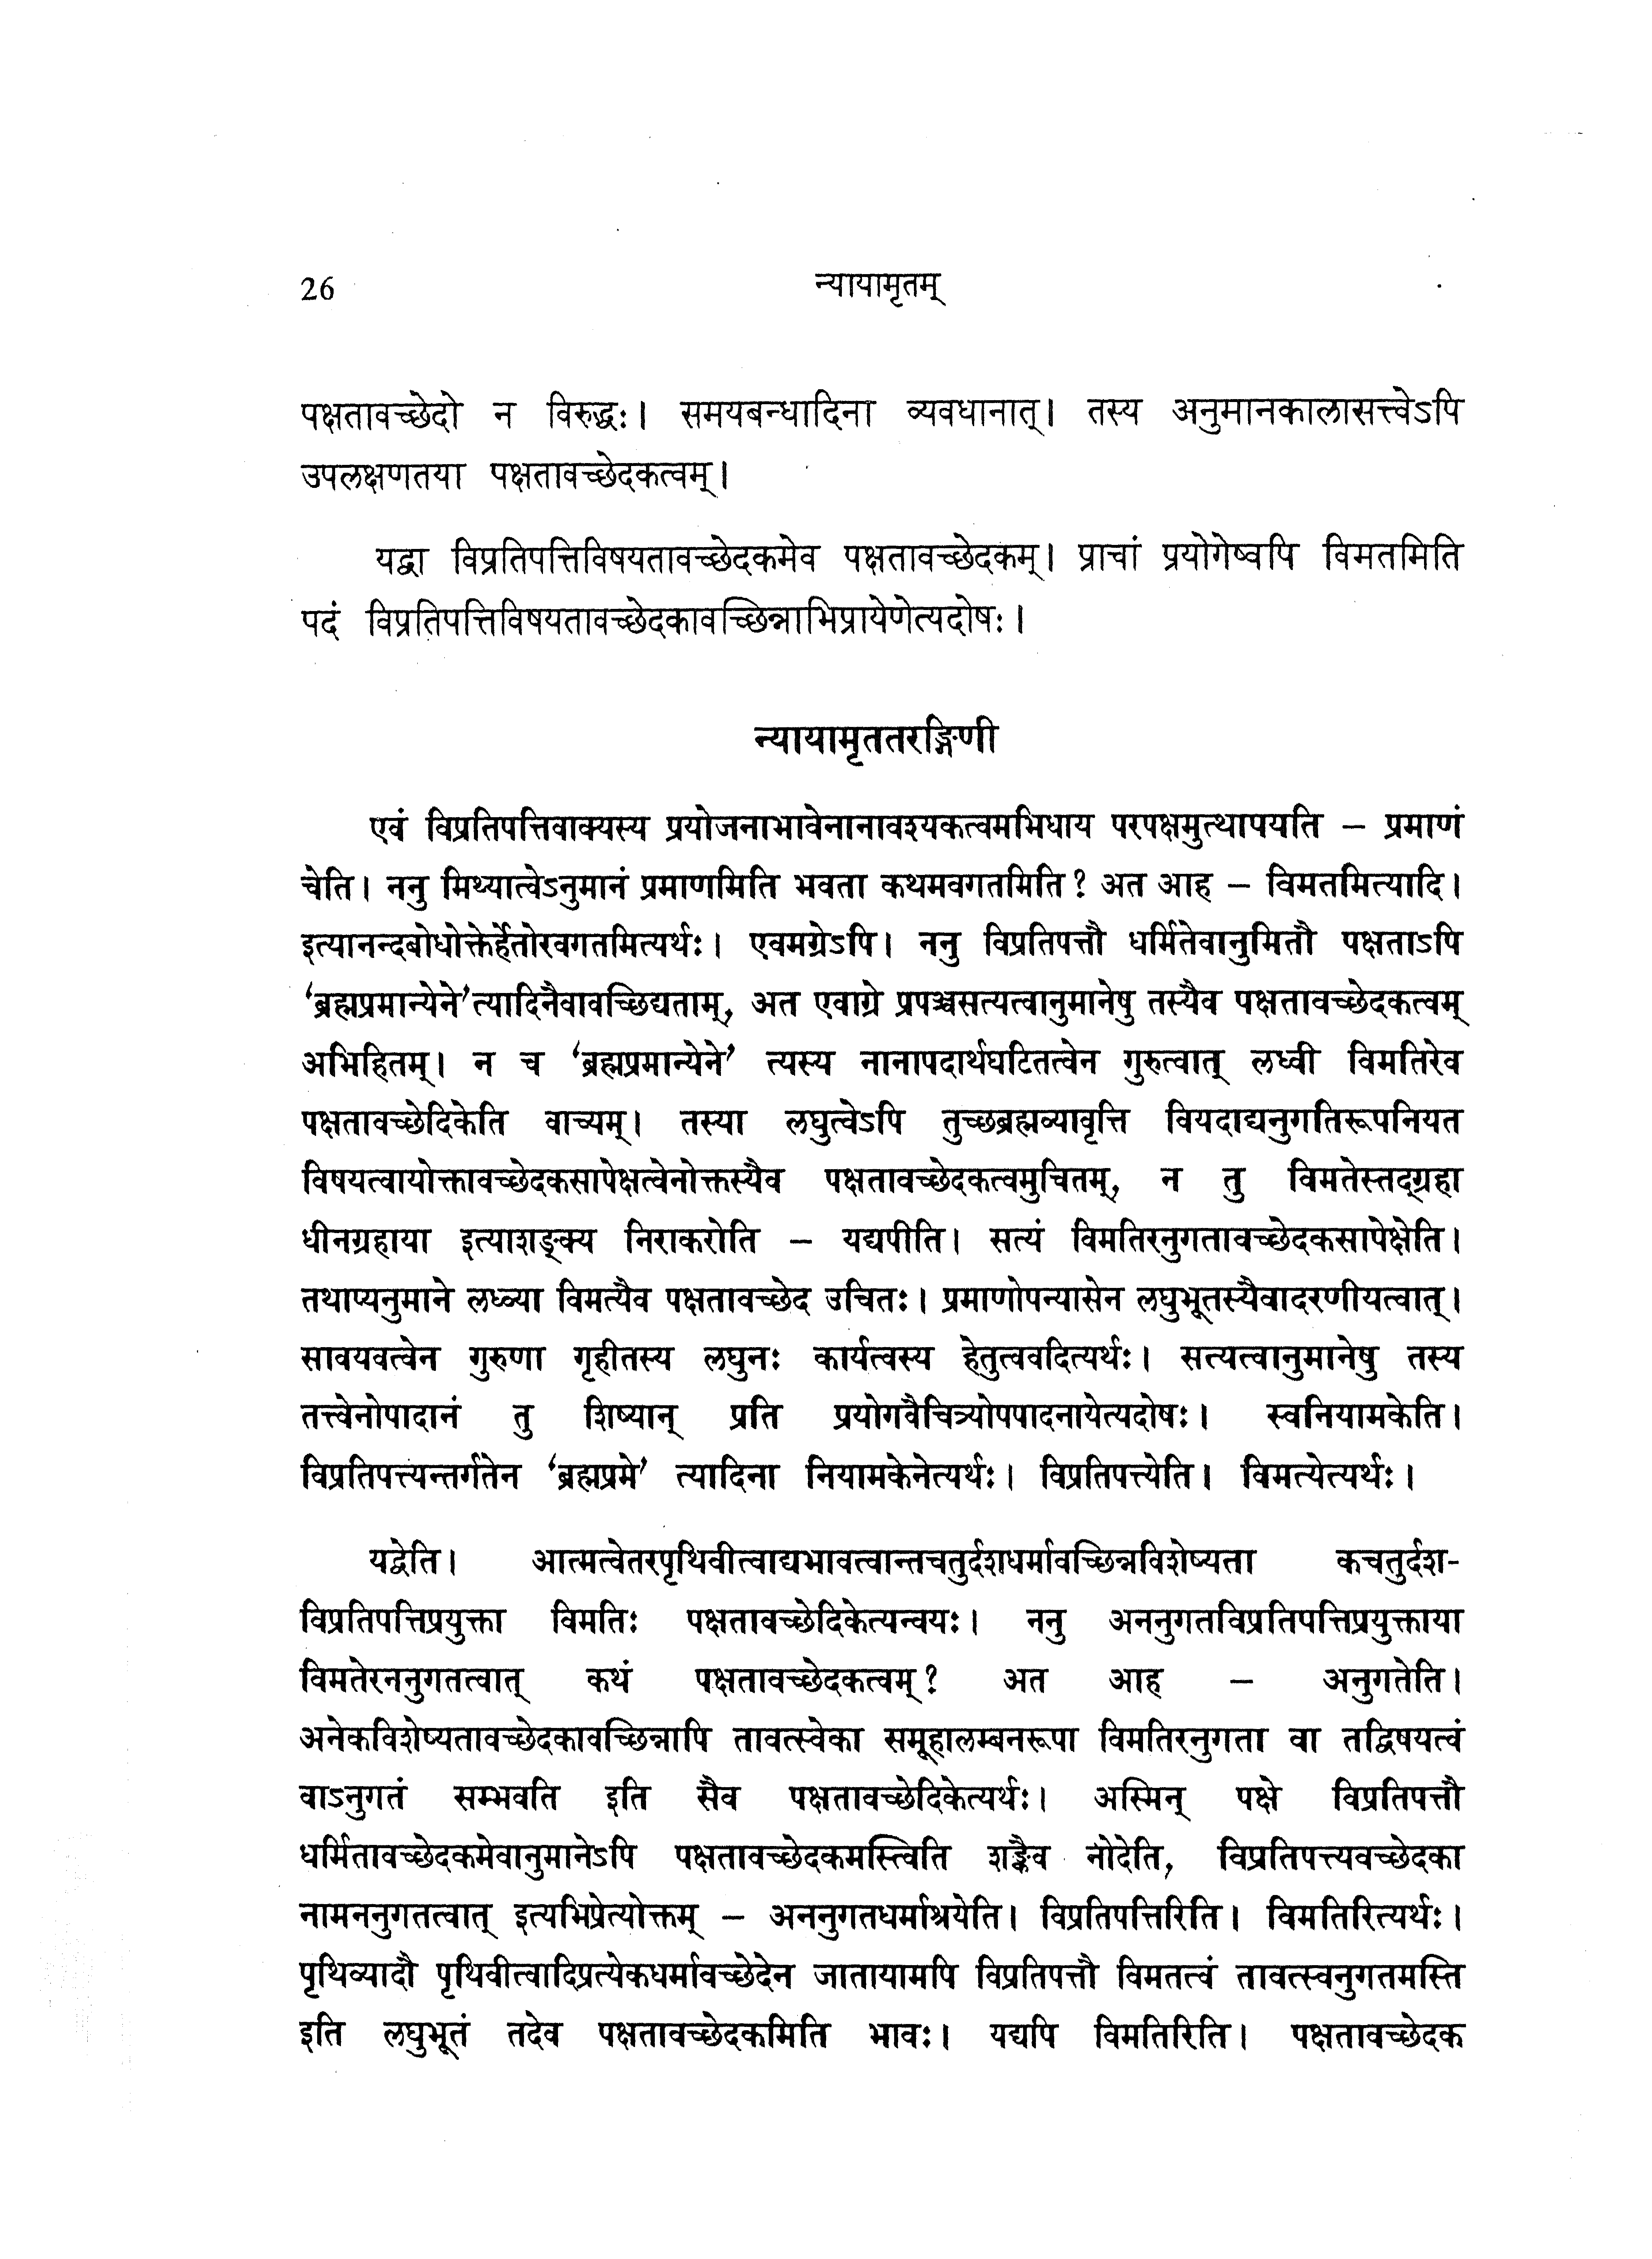 26 न्यायामृतम्
पक्षतावच्छेदो न विरुद्धः। समयबन्धादिना व्यवधानात्। तस्य अनुमानकालासत्त्वेऽपि
उपलक्षणतया पक्षतावच्छेदकत्वम्।
यद्वा विप्रतिपत्तिविषयतावच्छेदकमेव पक्षतावच्छेदकम्। प्राचां प्रयोगेष्वपि विमतमिति
पदं विप्रतिपत्तिविषयतावच्छेदकावच्छिन्नाभिप्रायेणेत्यदोषः।
न्यायामृततरङ्गिणी
एवं विप्रतिपत्तिवाक्यस्य प्रयोजनाभावेनानावश्यकत्वमभिधाय परपक्षमुत्थापयति – प्रमाणं
चेति। ननु मिथ्यात्वेऽनुमानं प्रमाणमिति भवता कथमवगतमिति? अत आह – विमतमित्यादि।
इत्यानन्दबोधोक्तेर्हेतोरवगतमित्यर्थः। एवमग्रेऽपि। ननु विप्रतिपत्तौ धर्मितेवानुमितौ पक्षताऽपि
‘ब्रह्मप्रमान्येने’त्यादिनैवावच्छिद्यताम्, अत एवाग्रे प्रपञ्चसत्यत्वानुमानेषु तस्यैव पक्षतावच्छेदकत्वम्
अभिहितम्। न च ‘ब्रह्मप्रमान्येने’ त्यस्य नानापदार्थघटितत्वेन गुरुत्वात् लघ्वी विमतिरेव
पक्षतावच्छेदिकेति वाच्यम्। तस्या लघुत्वेऽपि तुच्छब्रह्मव्यावृत्ति वियदाद्यनुगतिरूपनियत
विषयत्वायोक्तावच्छेदकसापेक्षत्वेनोक्तस्यैव पक्षतावच्छेदकत्वमुचितम्, न तु विमतेस्तद्ग्रहा
धीनग्रहाया इत्याशङ्क्य निराकरोति – यद्यपीति। सत्यं विमतिरनुगतावच्छेदकसापेक्षेति।
तथाप्यनुमाने लघ्व्या विमत्यैव पक्षतावच्छेद उचितः। प्रमाणोपन्यासेन लघुभूतस्यैवादरणीयत्वात्।
सावयवत्वेन गुरुणा गृहीतस्य लघुनः कार्यत्वस्य हेतुत्ववदित्यर्थः। सत्यत्वानुमानेषु तस्य
तत्त्वेनोपादानं तु शिष्यान् प्रति प्रयोगवैचित्र्योपपादनायेत्यदोषः। स्वनियामकेति।
विप्रतिपत्त्यन्तर्गतेन ‘ब्रह्मप्रमे’ त्यादिना नियामकेनेत्यर्थः। विप्रतिपत्त्येति। विमत्येत्यर्थः।
यद्वेति। आत्मत्वेतरपृथिवीत्वाद्यभावत्वान्तचतुर्दशधर्मावच्छिन्नविशेष्यता कचतुर्दश-
विप्रतिपत्तिप्रयुक्ता विमतिः पक्षतावच्छेदिकेत्यन्वयः। ननु अननुगतविप्रतिपत्तिप्रयुक्ताया
विमतेरननुगतत्वात् कथं पक्षतावच्छेदकत्वम्? अत आह – अनुगतेति।
अनेकविशेष्यतावच्छेदकावच्छिन्नापि तावत्स्वेका समूहालम्बनरूपा विमतिरनुगता वा तद्विषयत्वं
वाऽनुगतं सम्भवति इति सैव पक्षतावच्छेदिकेत्यर्थः। अस्मिन् पक्षे विप्रतिपत्तौ
धर्मितावच्छेदकमेवानुमानेऽपि पक्षतावच्छेदकमस्त्विति शङ्कैव नोदेति, विप्रतिपत्त्यवच्छेदका
नामननुगतत्वात् इत्यभिप्रेत्योक्तम् – अननुगतधर्माश्रयेति। विप्रतिपत्तिरिति। विमतिरित्यर्थः।
पृथिव्यादौ पृथिवीत्वादिप्रत्येकधर्मावच्छेदेन जातायामपि विप्रतिपत्तौ विमतत्वं तावत्स्वनुगतमस्ति
इति लघुभूतं तदेव पक्षतावच्छेदकमिति भावः। यद्यपि विमतिरिति। पक्षतावच्छेदक